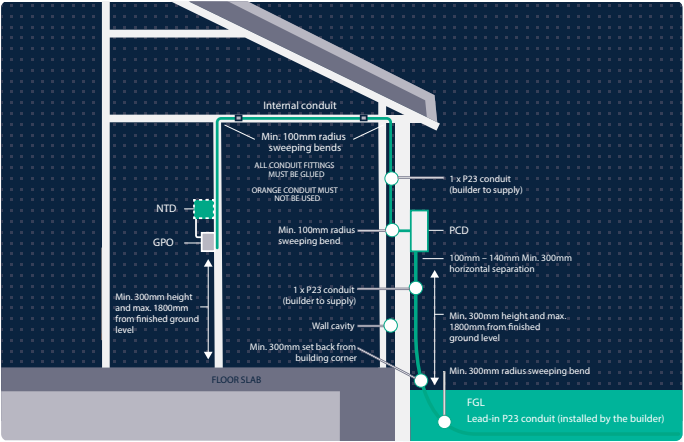 Internal conduit
Min. 100mm radius
sweeping bends
ALL CONDUIT FITTINGS
MUST BE GLUED
ORANGE CONDUIT MUST
NOT BE USED
1 x P23 conduit
(builder to supply)
NTD
GPO
Min. 100mm radius
sweeping bend
PCD
100mm – 140mm Min. 300mm
horizontal separation
1 x P23 conduit
(builder to supply)
Min. 300mm height
and max. 1800mm
from finished ground
level
Wall cavity
Min. 300mm height and max.
1800mm from finished
ground level
Min. 300mm set back from
building corner
Min. 300mm radius sweeping bend
FLOOR SLAB
FGL
Lead-in P23 conduit (installed by the builder)